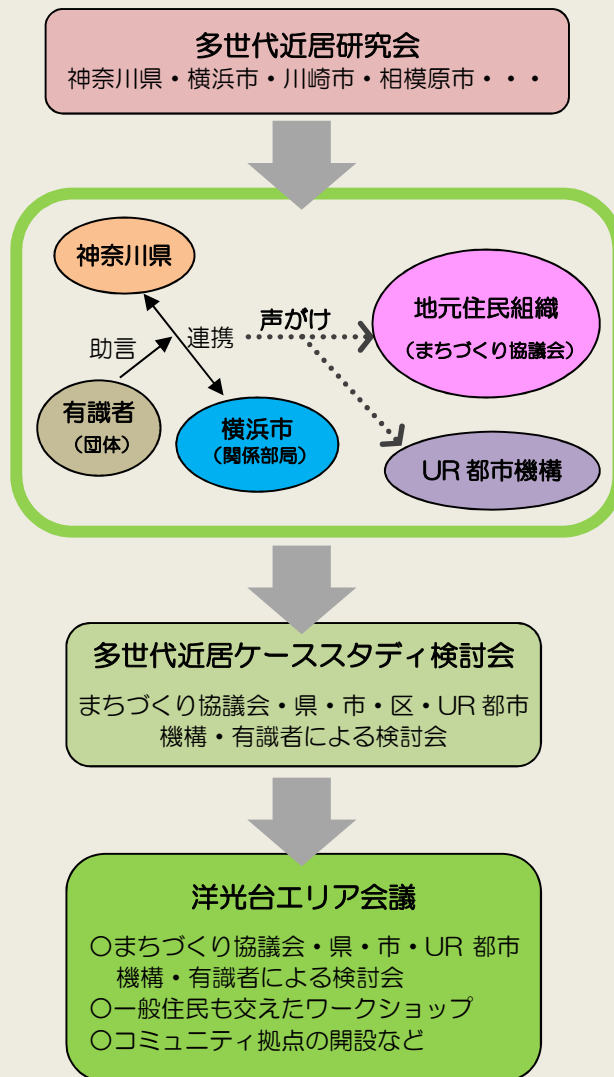 多世代近居研究会
神奈川県・横浜市・川崎市・相模原市・・・
神奈川県
声がけ
連携
助言
地元住民組織
（まちづくり協議会）
有識者
（団体）
横浜市
（関係部局）
UR 都市機構
多世代近居ケーススタディ検討会
まちづくり協議会・県・市・区・UR 都市
機構・有識者による検討会
洋光台エリア会議
○まちづくり協議会・県・市・UR 都市
機構・有識者による検討会
○一般住民も交えたワークショップ
○コミュニティ拠点の開設など